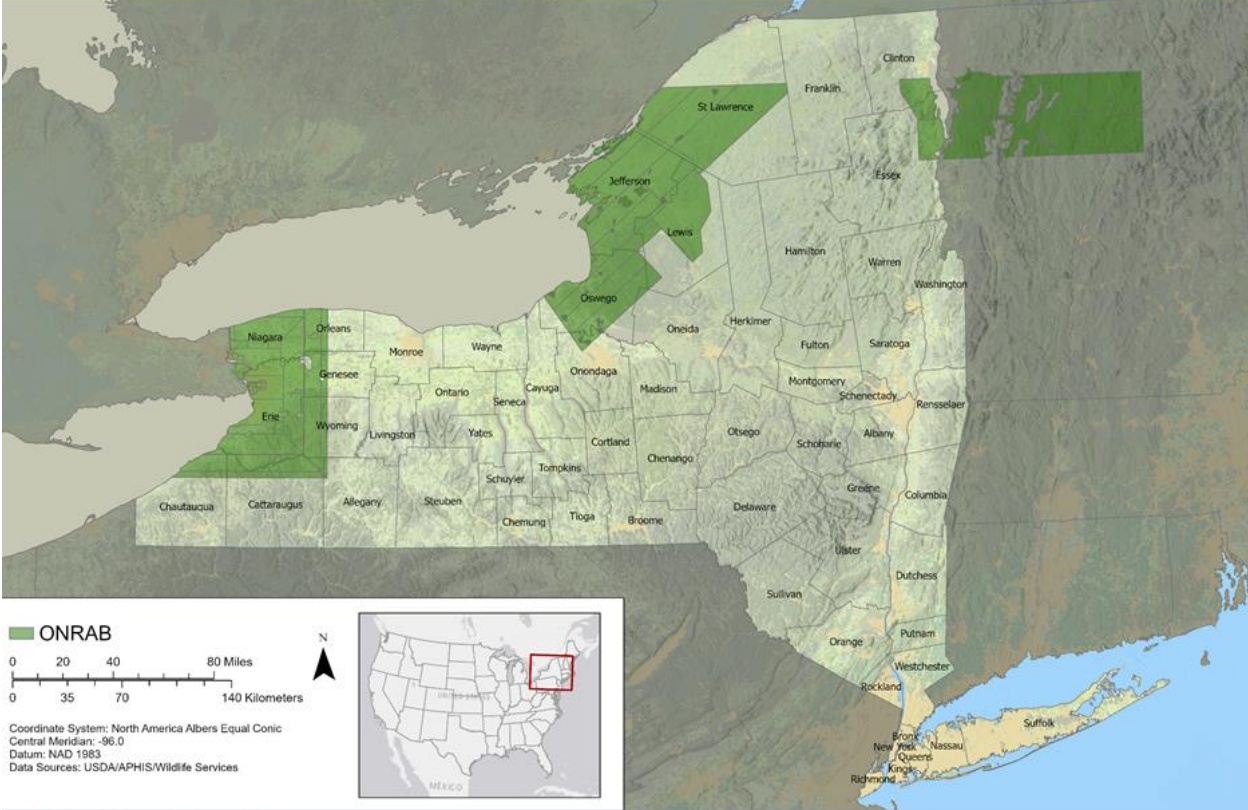 Clinton
Franklin
St Lawrence
Essex
Jefferson
Lewis
Hamilton
Warren
Washington
Oswego
Oneida
Herkimer
Fulton
Saratoga
Niagara
Orleans
Monroe
Wayne
Genesee
Onondaga
Madison
Montgomery
Schenectady
Ontario
Seneca
Cayuga
Rensselaer
Erie
Wyoming
Livingston
Yates
Cortland
Otsego
Schoharie
Albany
Chenango
Tompkins
Schuyler
Greene
Columbia
Chautauqua
Cattaraugus
Allegany
Steuben
Chemung
Tioga
Broome
Delaware
Ulster
Dutchess
Sullivan
Orange
Putnam
Westchester
Rockland
Suffolk
Bronx
New York
Nassau
Queens
Kings
Richmond
ONRAB
N
0 20 40 80 Miles
0 35 70 140 Kilometers
Coordinate System: North America Albers Equal Conic
Central Meridian: -96.0
Datum: NAD 1983
Data Sources: USDA/APHIS/Wildlife Services
UNITED STATES
MÉXICO